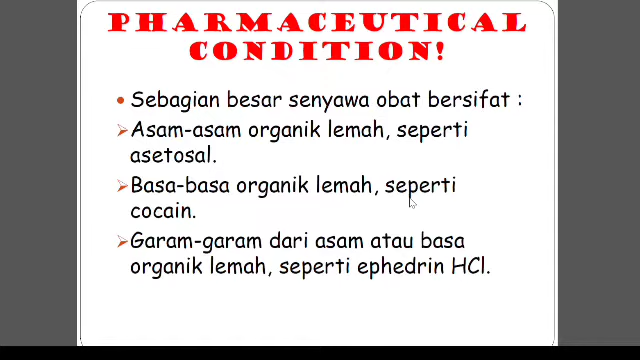 PHARMACEUTICAL
CONDITION!
• Sebagian besar senyawa obat bersifat :
➢ Asam-asam organik lemah, seperti
asetosal.
➢ Basa-basa organik lemah, seperti
cocain.
➢ Garam-garam dari asam atau basa
organik lemah, seperti ephedrin HCl.